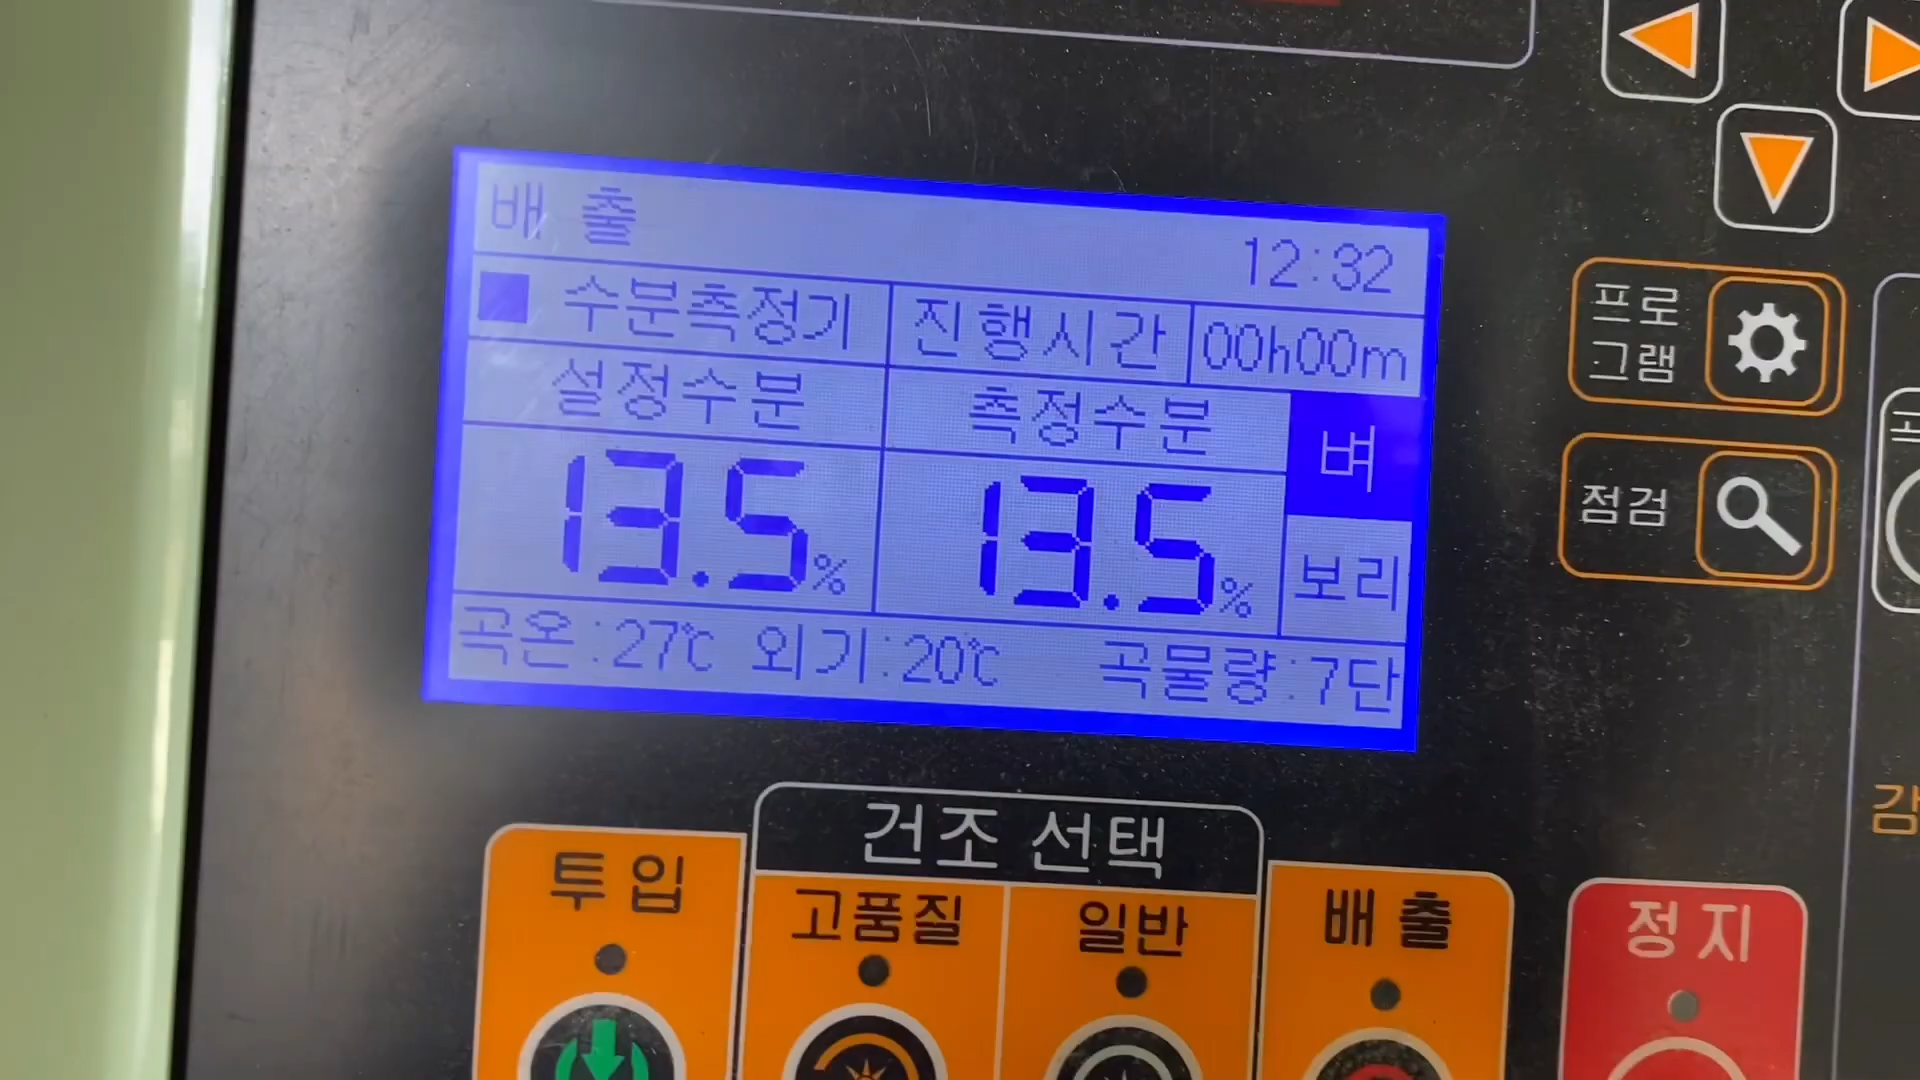 배 출
12:32
수분측정기 진행시간 00h00m
설정수분 측정수분 벼
13.5% 13.5% 보리
곡온:27℃ 외기:20℃ 곡물량:7단
프로
그램
점검
건조 선택
투입 고품질 일반 배출 정지